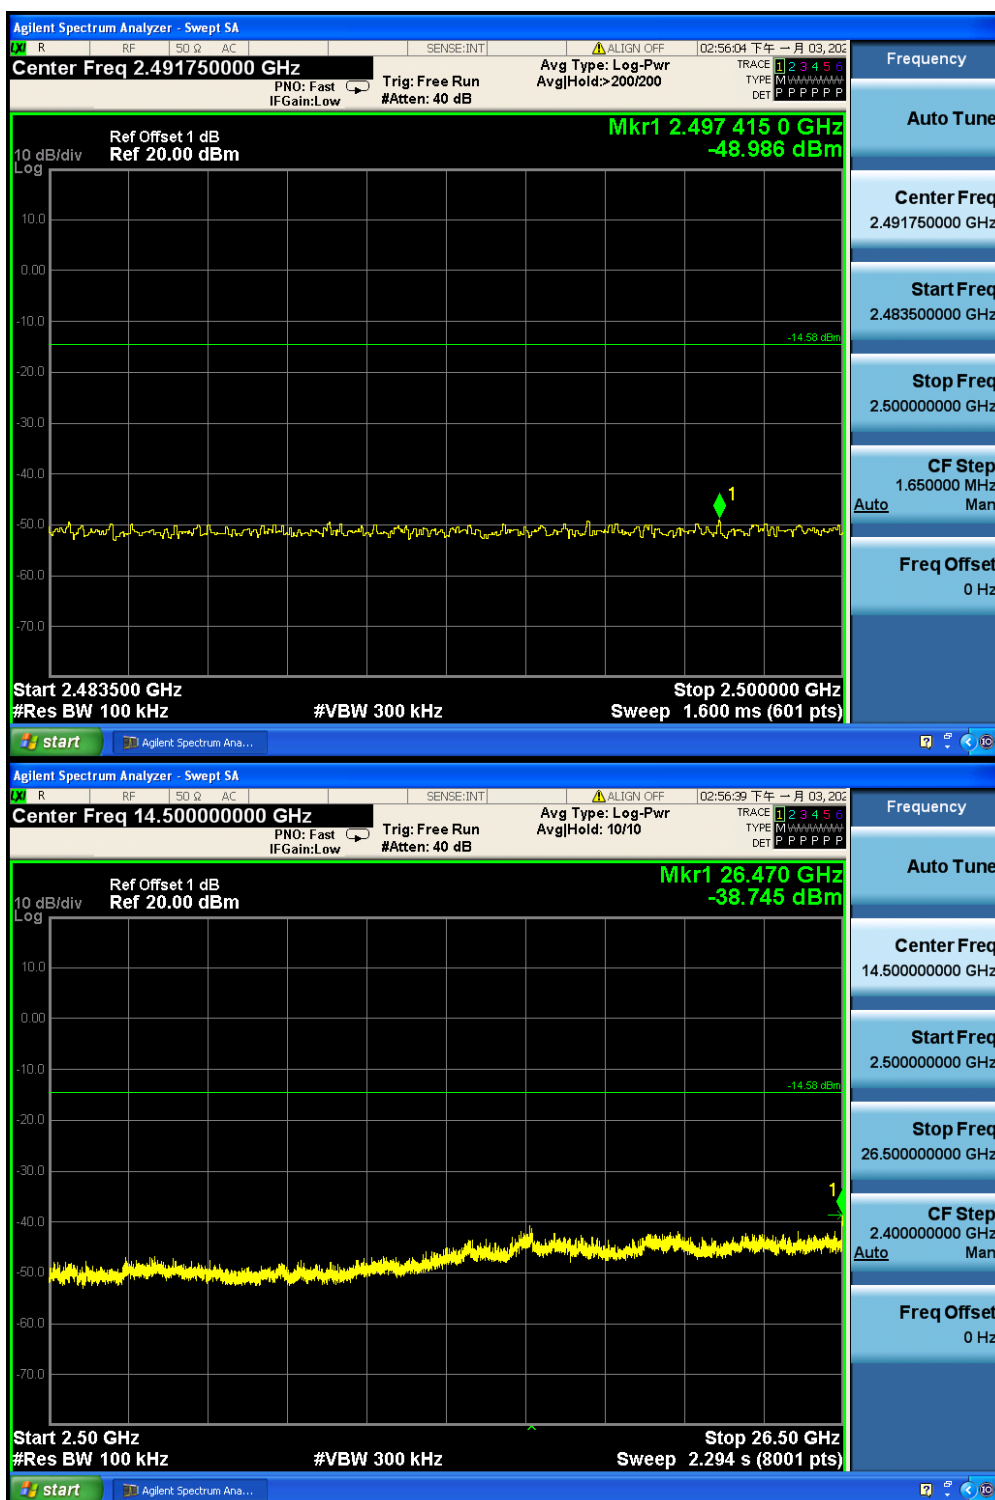 Agilent Spectrum Analyzer - Swept SA
LXI R RF 50 Ω AC SENSE:INT ALIGN OFF 02:56:04 下午 一月 03, 202
Center Freq 2.491750000 GHz
PNO: Fast
IFGain:Low
Trig: Free Run
#Atten: 40 dB
Avg Type: Log-Pwr
Avg|Hold:>200/200
TRACE 1 2 3 4 5 6
TYPE M
DET P P P P P P
Mkr1 2.497 415 0 GHz
-48.986 dBm
Ref Offset 1 dB
10 dB/div Ref 20.00 dBm
Log
10.0
0.00
-10.0
-14.58 dBm
-20.0
-30.0
-40.0
1
-50.0
-60.0
-70.0
Start 2.483500 GHz Stop 2.500000 GHz
#Res BW 100 kHz #VBW 300 kHz Sweep 1.600 ms (601 pts)
Frequency
Auto Tune
Center Freq
2.491750000 GHz
Start Freq
2.483500000 GHz
Stop Freq
2.500000000 GHz
CF Step
1.650000 MHz
Auto Man
Freq Offset
0 Hz
start Agilent Spectrum Ana...
Agilent Spectrum Analyzer - Swept SA
LXI R RF 50 Ω AC SENSE:INT ALIGN OFF 02:56:39 下午 一月 03, 202
Center Freq 14.500000000 GHz
PNO: Fast
IFGain:Low
Trig: Free Run
#Atten: 40 dB
Avg Type: Log-Pwr
Avg|Hold: 10/10
TRACE 1 2 3 4 5 6
TYPE M
DET P P P P P P
Mkr1 26.470 GHz
-38.745 dBm
Ref Offset 1 dB
10 dB/div Ref 20.00 dBm
Log
10.0
0.00
-10.0
-14.58 dBm
-20.0
-30.0
1
-40.0
-50.0
-60.0
-70.0
Start 2.50 GHz Stop 26.50 GHz
#Res BW 100 kHz #VBW 300 kHz Sweep 2.294 s (8001 pts)
Frequency
Auto Tune
Center Freq
14.500000000 GHz
Start Freq
2.500000000 GHz
Stop Freq
26.500000000 GHz
CF Step
2.400000000 GHz
Auto Man
Freq Offset
0 Hz
start Agilent Spectrum Ana...